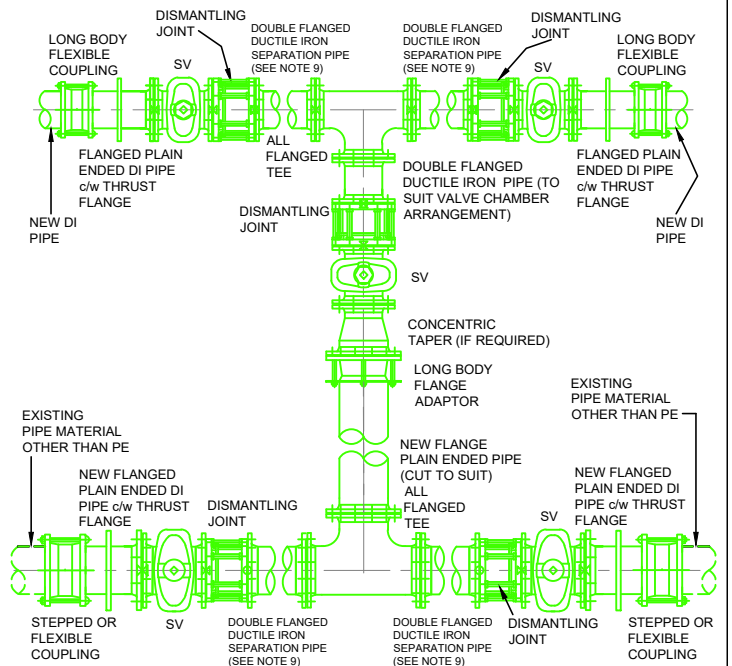 DISMANTLING
JOINT
DOUBLE FLANGED
DUCTILE IRON
SEPARATION PIPE
(SEE NOTE 9)
DOUBLE FLANGED
DUCTILE IRON
SEPARATION PIPE
(SEE NOTE 9)
DISMANTLING
JOINT
LONG BODY
FLEXIBLE
COUPLING
SV
SV
LONG BODY
FLEXIBLE
COUPLING
FLANGED PLAIN
ENDED DI PIPE
c/w THRUST
FLANGE
ALL
FLANGED
TEE
DOUBLE FLANGED
DUCTILE IRON PIPE (TO
SUIT VALVE CHAMBER
ARRANGEMENT)
FLANGED PLAIN
ENDED DI PIPE
c/w THRUST
FLANGE
NEW DI
PIPE
DISMANTLING
JOINT
NEW DI
PIPE
SV
CONCENTRIC
TAPER (IF REQUIRED)
LONG BODY
FLANGE
ADAPTOR
EXISTING
PIPE MATERIAL
OTHER THAN PE
EXISTING
PIPE MATERIAL
OTHER THAN PE
NEW FLANGED
PLAIN ENDED DI
PIPE c/w THRUST
FLANGE
DISMANTLING
JOINT
NEW FLANGE
PLAIN ENDED PIPE
(CUT TO SUIT)
ALL
FLANGED
TEE
NEW FLANGED
PLAIN ENDED DI
PIPE c/w THRUST
FLANGE
SV
STEPPED OR
FLEXIBLE
COUPLING
SV
DOUBLE FLANGED
DUCTILE IRON
SEPARATION PIPE
(SEE NOTE 9)
DOUBLE FLANGED
DUCTILE IRON
SEPARATION PIPE
(SEE NOTE 9)
DISMANTLING
JOINT
STEPPED OR
FLEXIBLE
COUPLING